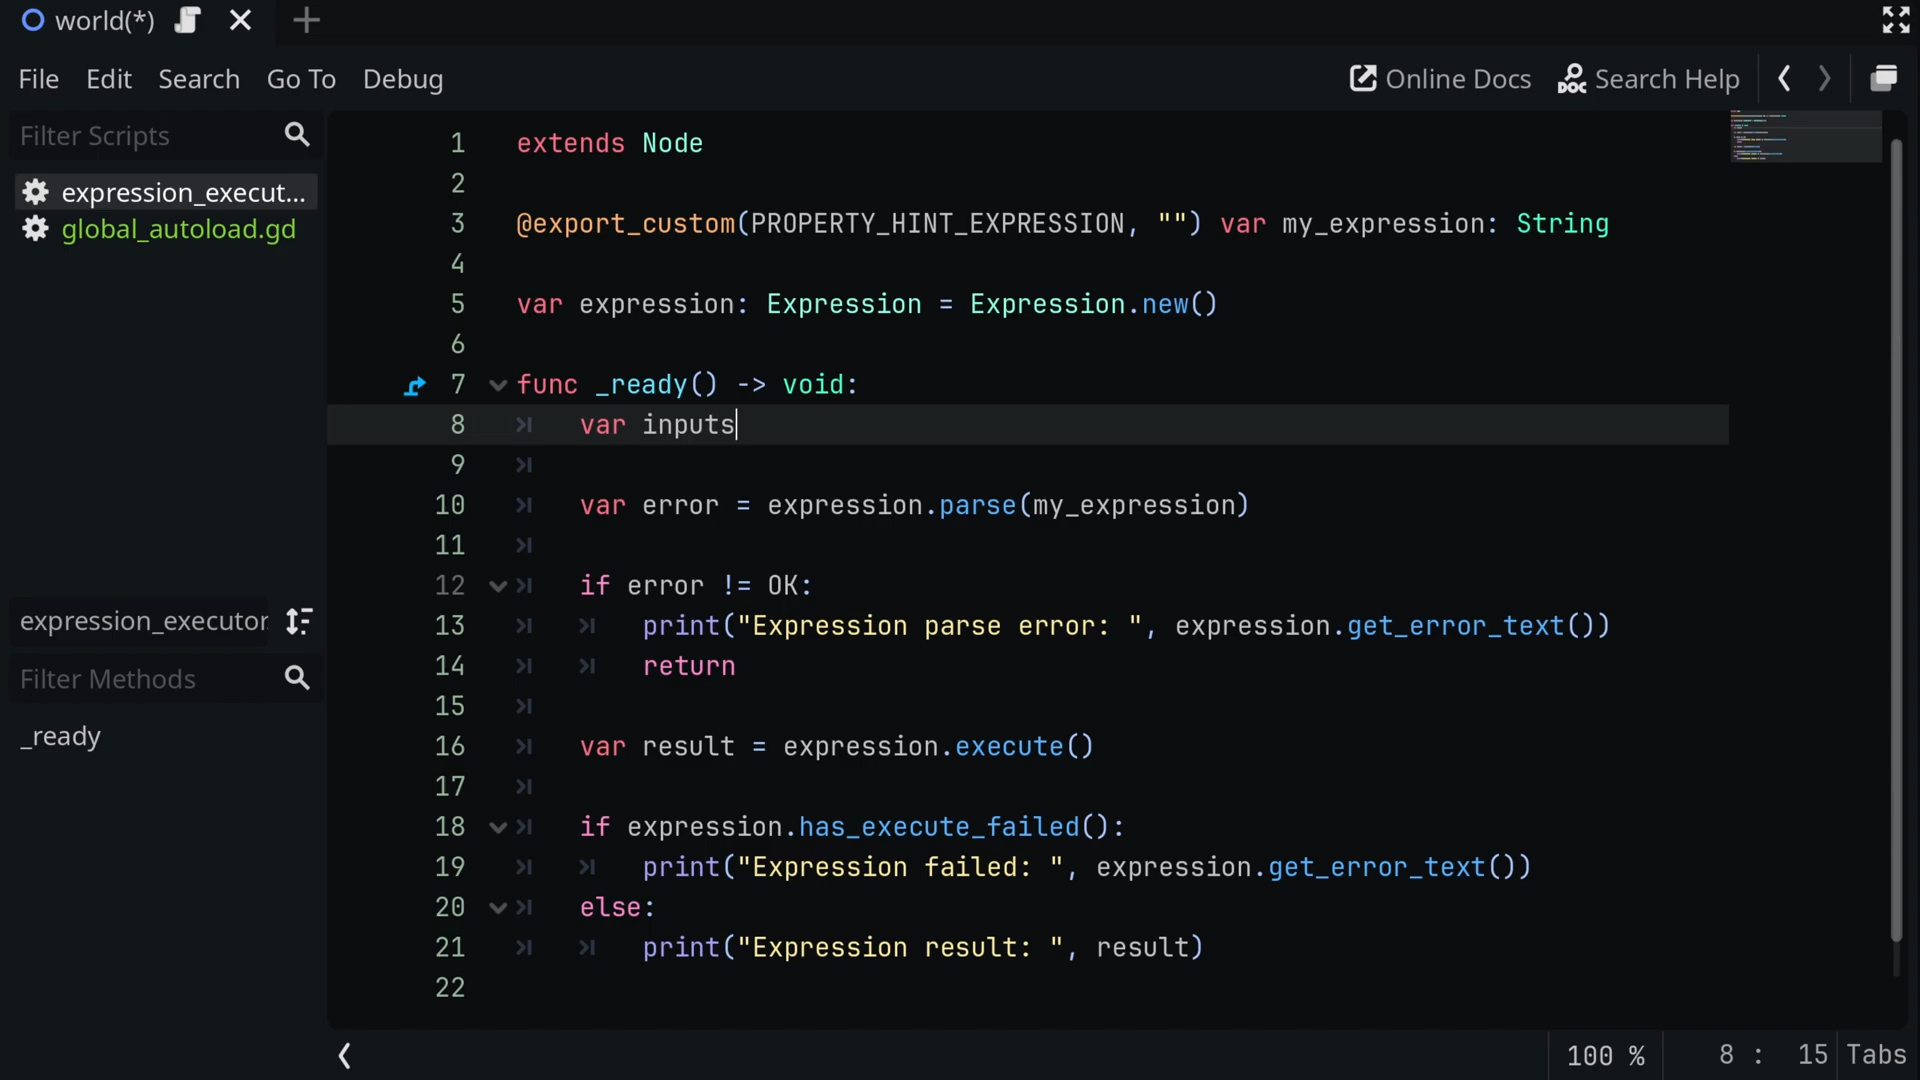 world(*)
File Edit Search Go To Debug
Online Docs Search Help
Filter Scripts
expression_execut...
global_autoload.gd
expression_executor.
Filter Methods
_ready
1 extends Node
2
3 @export_custom(PROPERTY_HINT_EXPRESSION, "") var my_expression: String
4
5 var expression: Expression = Expression.new()
6
7 func _ready() -> void:
8 var inputs
9
10 var error = expression.parse(my_expression)
11
12 if error != OK:
13 print("Expression parse error: ", expression.get_error_text())
14 return
15
16 var result = expression.execute()
17
18 if expression.has_execute_failed():
19 print("Expression failed: ", expression.get_error_text())
20 else:
21 print("Expression result: ", result)
22
100 % 8 : 15 Tabs